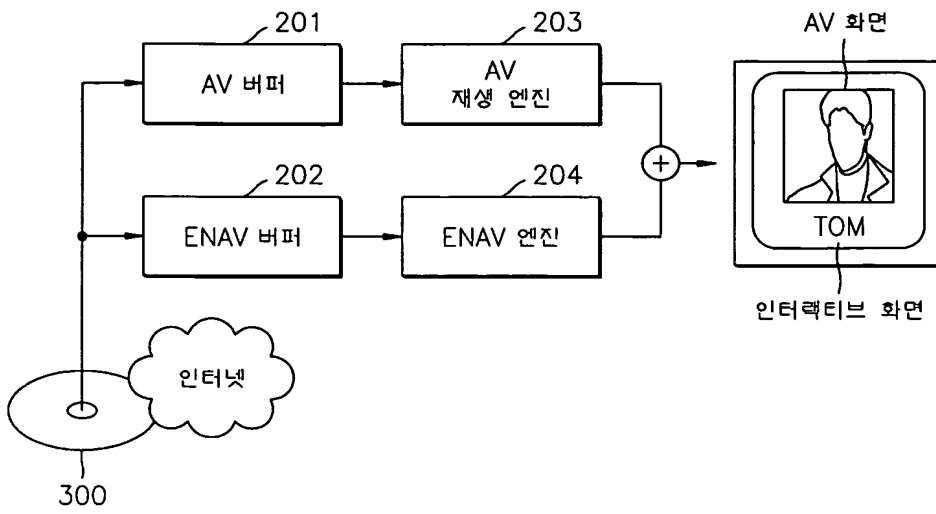 201
AV 버퍼
203
AV
재생 엔진
AV 화면
TOM
인터랙티브 화면
202
ENAV 버퍼
204
ENAV 엔진
+
인터넷
300